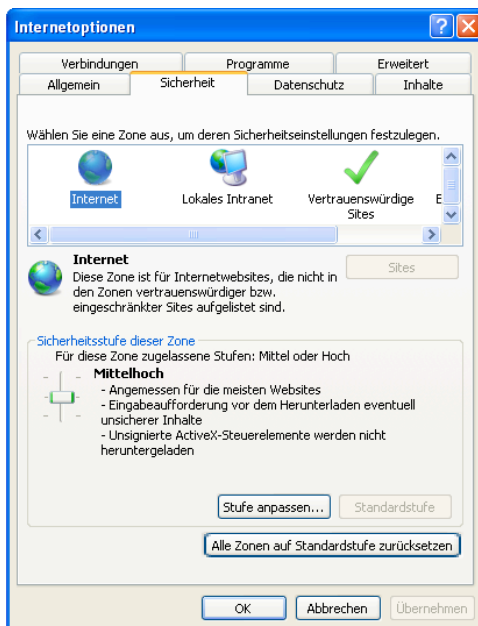 Internetoptionen
Verbindungen Programme Erweitert
Allgemein Sicherheit Datenschutz Inhalte
Wählen Sie eine Zone aus, um deren Sicherheitseinstellungen festzulegen.
Internet Lokales Intranet Vertrauenswürdige E
Sites
Internet
Sites
Diese Zone ist für Internetwebsites, die nicht in
den Zonen vertrauenswürdiger bzw.
eingeschränkter Sites aufgelistet sind.
Sicherheitsstufe dieser Zone
Für diese Zone zugelassene Stufen: Mittel oder Hoch
Mittelhoch
- Angemessen für die meisten Websites
- Eingabeaufforderung vor dem Herunterladen eventuell
unsicherer Inhalte
- Unsignierte ActiveX-Steuerelemente werden nicht
heruntergeladen
Stufe anpassen... Standardstufe
Alle Zonen auf Standardstufe zurücksetzen
OK Abbrechen Übernehmen